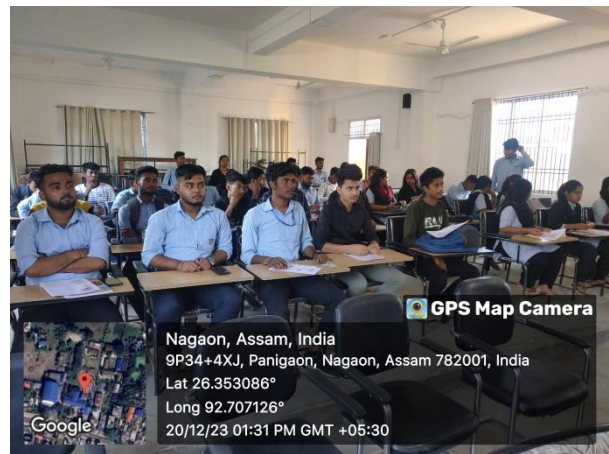 GPS Map Camera
Nagaon, Assam, India
9P34+4XJ, Panigaon, Nagaon, Assam 782001, India
Lat 26.353086°
Long 92.707126°
20/12/23 01:31 PM GMT +05:30
Google